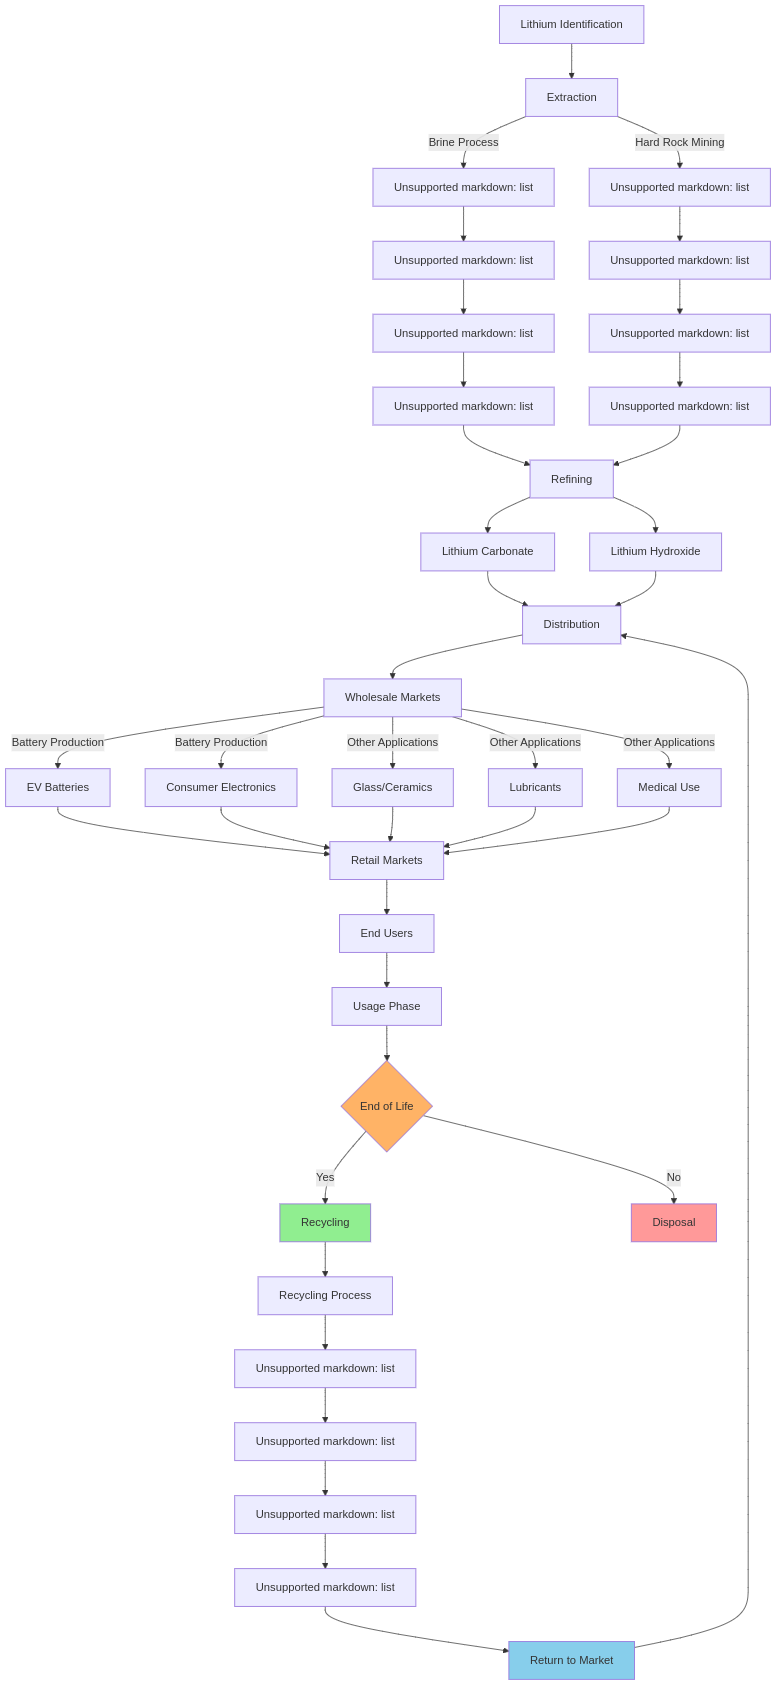 Lithium Identification
Extraction
Brine Process
Hard Rock Mining
Unsupported markdown: list
Unsupported markdown: list
Unsupported markdown: list
Unsupported markdown: list
Unsupported markdown: list
Unsupported markdown: list
Unsupported markdown: list
Unsupported markdown: list
Refining
Lithium Carbonate
Lithium Hydroxide
Distribution
Wholesale Markets
Battery Production
Battery Production
Other Applications
Other Applications
Other Applications
EV Batteries
Consumer Electronics
Glass/Ceramics
Lubricants
Medical Use
Retail Markets
End Users
Usage Phase
End of Life
Yes
No
Recycling
Disposal
Recycling Process
Unsupported markdown: list
Unsupported markdown: list
Unsupported markdown: list
Unsupported markdown: list
Return to Market